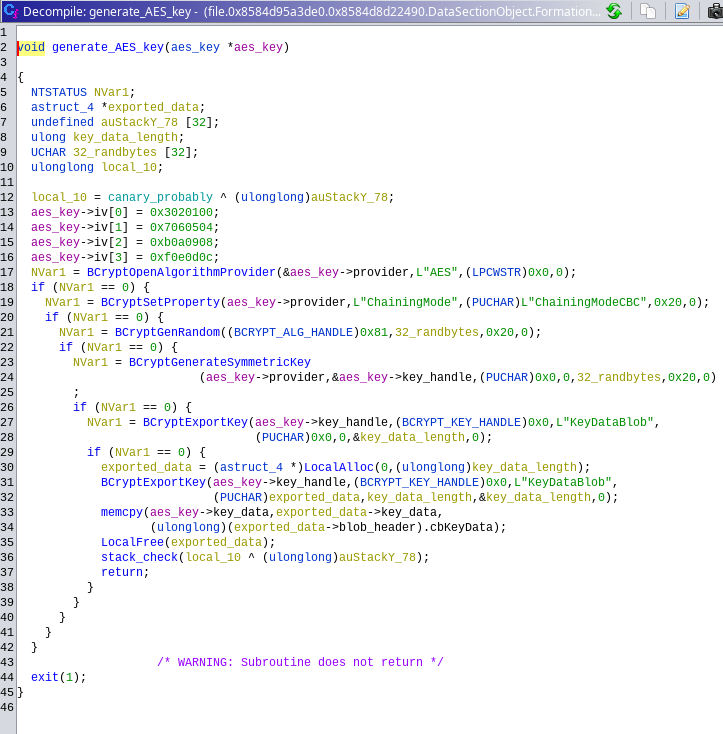 Decompile: generate_AES_key - (file.0x8584d95a3de0.0x8584d8d22490.DataSectionObject.Formation...
1
2 void generate_AES_key(aes_key *aes_key)
3
4 {
5   NTSTATUS NVar1;
6   astruct_4 *exported_data;
7   undefined auStackY_78 [32];
8   ulong key_data_length;
9   UCHAR 32_randbytes [32];
10   ulonglong local_10;
11
12   local_10 = canary_probably ^ (ulonglong)auStackY_78;
13   aes_key->iv[0] = 0x3020100;
14   aes_key->iv[1] = 0x7060504;
15   aes_key->iv[2] = 0xb0a0908;
16   aes_key->iv[3] = 0xf0e0d0c;
17   NVar1 = BCryptOpenAlgorithmProvider(&aes_key->provider,L"AES",(LPCWSTR)0x0,0);
18   if (NVar1 == 0) {
19     NVar1 = BCryptSetProperty(aes_key->provider,L"ChainingMode",(PUCHAR)L"ChainingModeCBC",0x20,0);
20     if (NVar1 == 0) {
21       NVar1 = BCryptGenRandom((BCRYPT_ALG_HANDLE)0x81,32_randbytes,0x20,0);
22       if (NVar1 == 0) {
23         NVar1 = BCryptGenerateSymmetricKey
24                           (aes_key->provider,&aes_key->key_handle,(PUCHAR)0x0,0,32_randbytes,0x20,0)
25         ;
26         if (NVar1 == 0) {
27           NVar1 = BCryptExportKey(aes_key->key_handle,(BCRYPT_KEY_HANDLE)0x0,L"KeyDataBlob",
28                                   (PUCHAR)0x0,0,&key_data_length,0);
29           if (NVar1 == 0) {
30             exported_data = (astruct_4 *)LocalAlloc(0,(ulonglong)key_data_length);
31             BCryptExportKey(aes_key->key_handle,(BCRYPT_KEY_HANDLE)0x0,L"KeyDataBlob",
32                             (PUCHAR)exported_data,key_data_length,&key_data_length,0);
33             memcpy(aes_key->key_data,exported_data->key_data,
34                    (ulonglong)(exported_data->blob_header).cbKeyData);
35             LocalFree(exported_data);
36             stack_check(local_10 ^ (ulonglong)auStackY_78);
37             return;
38           }
39         }
40       }
41     }
42   }
43                     /* WARNING: Subroutine does not return */
44   exit(1);
45 }
46